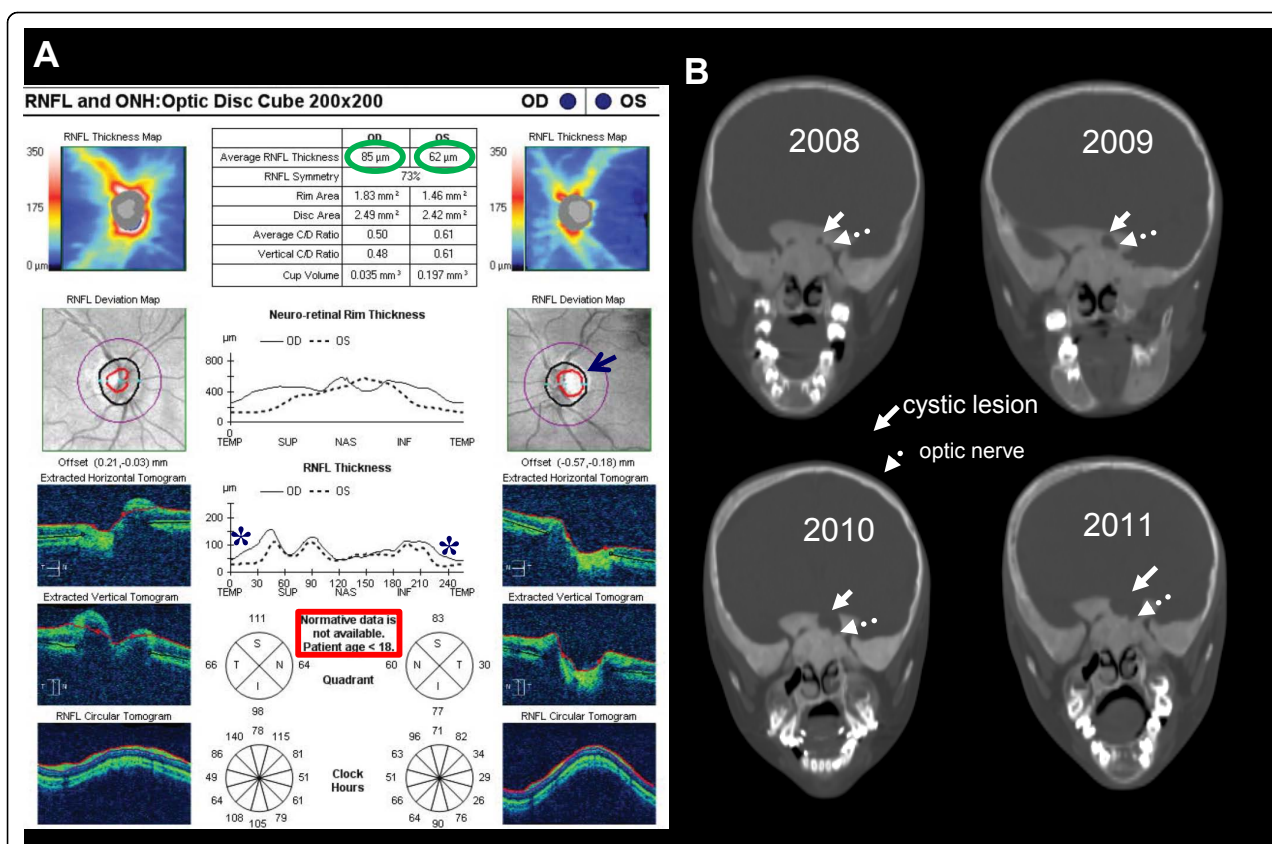 A
RNFL and ONH:Optic Disc Cube 200x200 OD OS
RNFL Thickness Map
350
175
0 µm
OD OS
Average RNFL Thickness 85 µm 62 µm
RNFL Symmetry 73%
Rim Area 1.83 mm² 1.46 mm²
Disc Area 2.49 mm² 2.42 mm²
Average C/D Ratio 0.50 0.61
Vertical C/D Ratio 0.48 0.61
Cup Volume 0.035 mm³ 0.197 mm³
RNFL Thickness Map
350
175
0 µm
RNFL Deviation Map
Offset (0.21,-0.03) mm
Neuro-retinal Rim Thickness
µm OD OS
800
400
0
TEMP SUP NAS INF TEMP
RNFL Deviation Map
Offset (-0.57,-0.18) mm
Extracted Horizontal Tomogram
T N
RNFL Thickness
µm OD OS
200
100
0
* *
0 30 60 90 120 150 180 210 240
TEMP SUP NAS INF TEMP
Extracted Horizontal Tomogram
Extracted Vertical Tomogram
T N
Normative data is
not available.
Patient age < 18.
111
66 S T N I 64
98
Quadrant
83
60 S N T I 30
77
Extracted Vertical Tomogram
RNFL Circular Tomogram
78
140 115
86 81
49 51
64 61
108 79
105
Clock
Hours
71
96 82
63 34
51 29
66 26
64 76
90
RNFL Circular Tomogram
B
2008
2009
cystic lesion
optic nerve
2010
2011